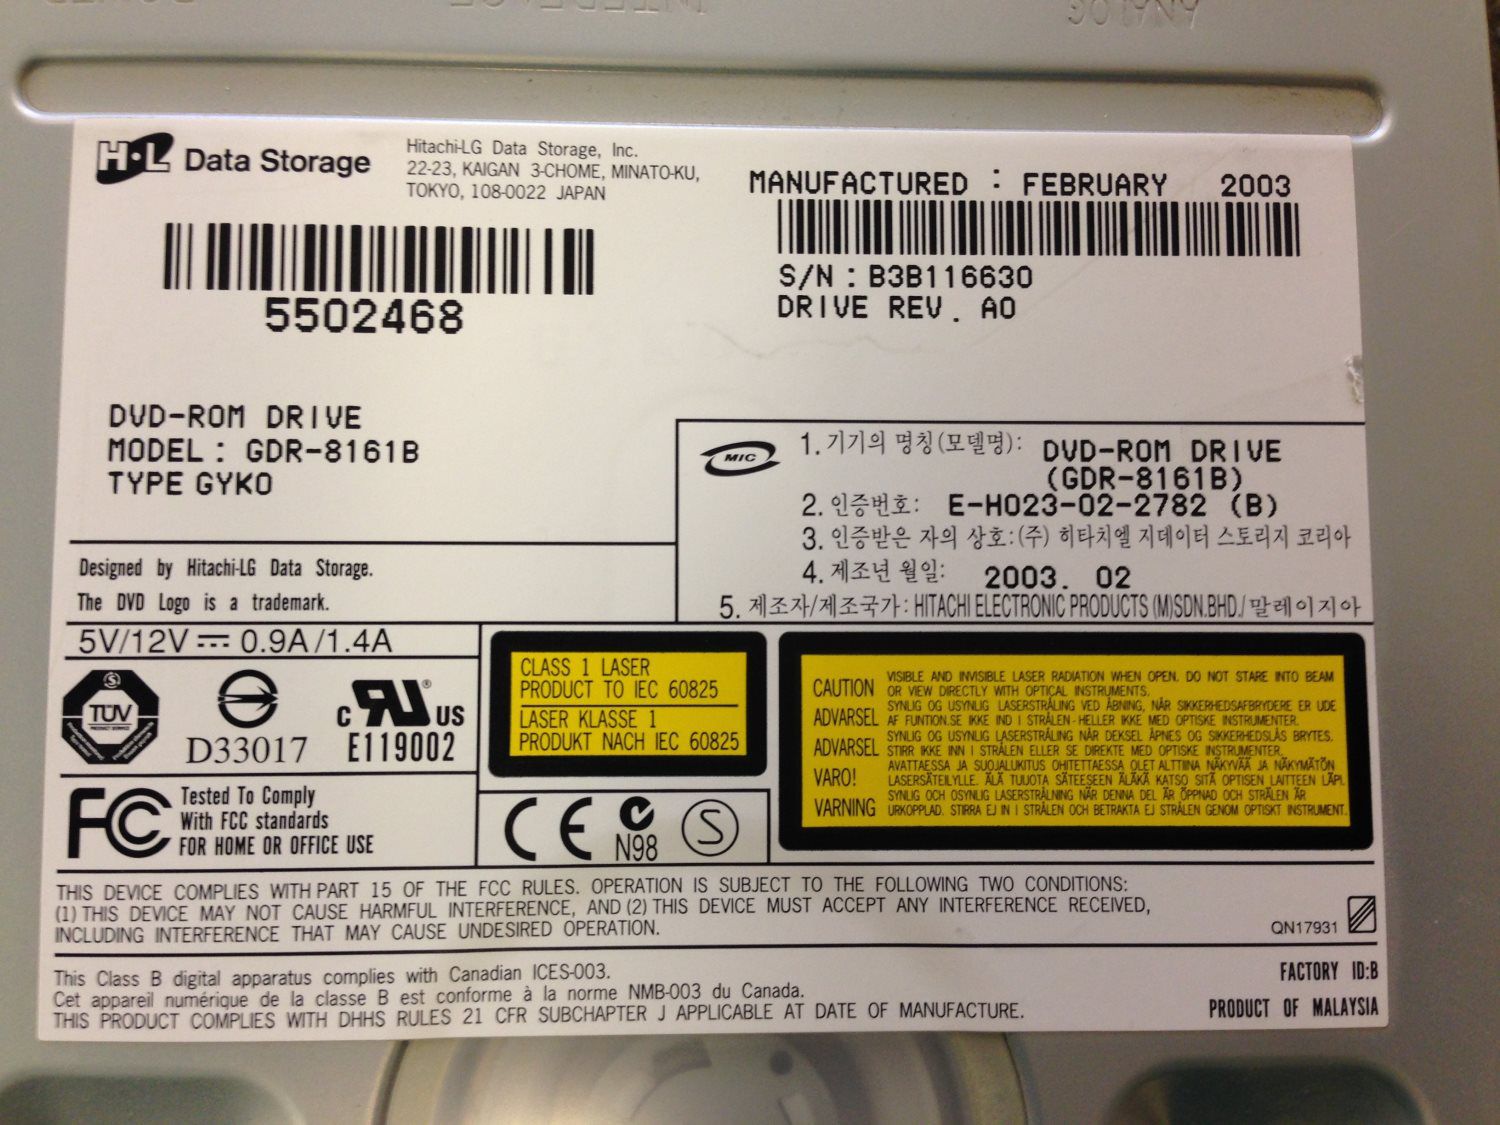 H·L Data Storage
Hitachi-LG Data Storage, Inc.
22-23, KAIGAN 3-CHOME, MINATO-KU,
TOKYO, 108-0022 JAPAN
MANUFACTURED : FEBRUARY 2003
S/N : B3B116630
DRIVE REV. A0
5502468
DVD-ROM DRIVE
MODEL : GDR-8161B
TYPE GYK0
MIC
1. 기기의 명칭(모델명): DVD-ROM DRIVE
(GDR-8161B)
2. 인증번호: E-H023-02-2782 (B)
3. 인증받은 자의 상호:(주) 히타치엘 지데이터 스토리지 코리아
4. 제조년 월일: 2003. 02
5. 제조자/제조국가: HITACHI ELECTRONIC PRODUCTS (M)SDN.BHD./말레이지아
Designed by Hitachi-LG Data Storage.
The DVD Logo is a trademark.
5V/12V 0.9A/1.4A
TÜV
PRODUCT SERVICE
D33017
C UR ® US
E119002
CLASS 1 LASER
PRODUCT TO IEC 60825
LASER KLASSE 1
PRODUKT NACH IEC 60825
CAUTION VISIBLE AND INVISIBLE LASER RADIATION WHEN OPEN. DO NOT STARE INTO BEAM
OR VIEW DIRECTLY WITH OPTICAL INSTRUMENTS.
ADVARSEL SYNLIG OG USYNLIG LASERSTRÅLING VED ÅBNING, NÅR SIKKERHEDSAFBRYDERE ER UDE
AF FUNTION.SE IKKE IND I STRÅLEN-HELLER IKKE MED OPTISKE INSTRUMENTER.
ADVARSEL SYNLIG OG USYNLIG LASERSTRÅLING NÅR DEKSEL ÅPNES OG SIKKERHEDSLÅS BRYTES.
STIRR IKKE INN I STRÅLEN ELLER SE DIREKTE MED OPTISKE INSTRUMENTER.
VARO! AVATTAESSA JA SUOJALUKITUS OHITETTAESSA OLET ALTTIINA NÄKYVÄÄ JA NÄKYMÄTÖN
LASERSÄTEILYLLE. ÄLÄ TUIJOTA SÄTEESEEN ÄLÄKÄ KATSO SITÄ OPTISEN LAITTEEN LÄPI.
VARNING SYNLIG OCH OSYNLIG LASERSTRÅLNING NÄR DENNA DEL ÄR ÖPPNAD OCH STRÅLEN ÄR
URKOPPLAD. STIRRA EJ IN I STRÅLEN OCH BETRAKTA EJ STRÅLEN GENOM OPTISKT INSTRUMENT.
FC Tested To Comply
With FCC standards
FOR HOME OR OFFICE USE
CE N98 S
THIS DEVICE COMPLIES WITH PART 15 OF THE FCC RULES. OPERATION IS SUBJECT TO THE FOLLOWING TWO CONDITIONS:
(1) THIS DEVICE MAY NOT CAUSE HARMFUL INTERFERENCE, AND (2) THIS DEVICE MUST ACCEPT ANY INTERFERENCE RECEIVED,
INCLUDING INTERFERENCE THAT MAY CAUSE UNDESIRED OPERATION.
QN17931
This Class B digital apparatus complies with Canadian ICES-003.
Cet appareil numérique de la classe B est conforme à la norme NMB-003 du Canada.
THIS PRODUCT COMPLIES WITH DHHS RULES 21 CFR SUBCHAPTER J APPLICABLE AT DATE OF MANUFACTURE.
FACTORY ID:B
PRODUCT OF MALAYSIA
ANALOG
INTERFACE
POWER